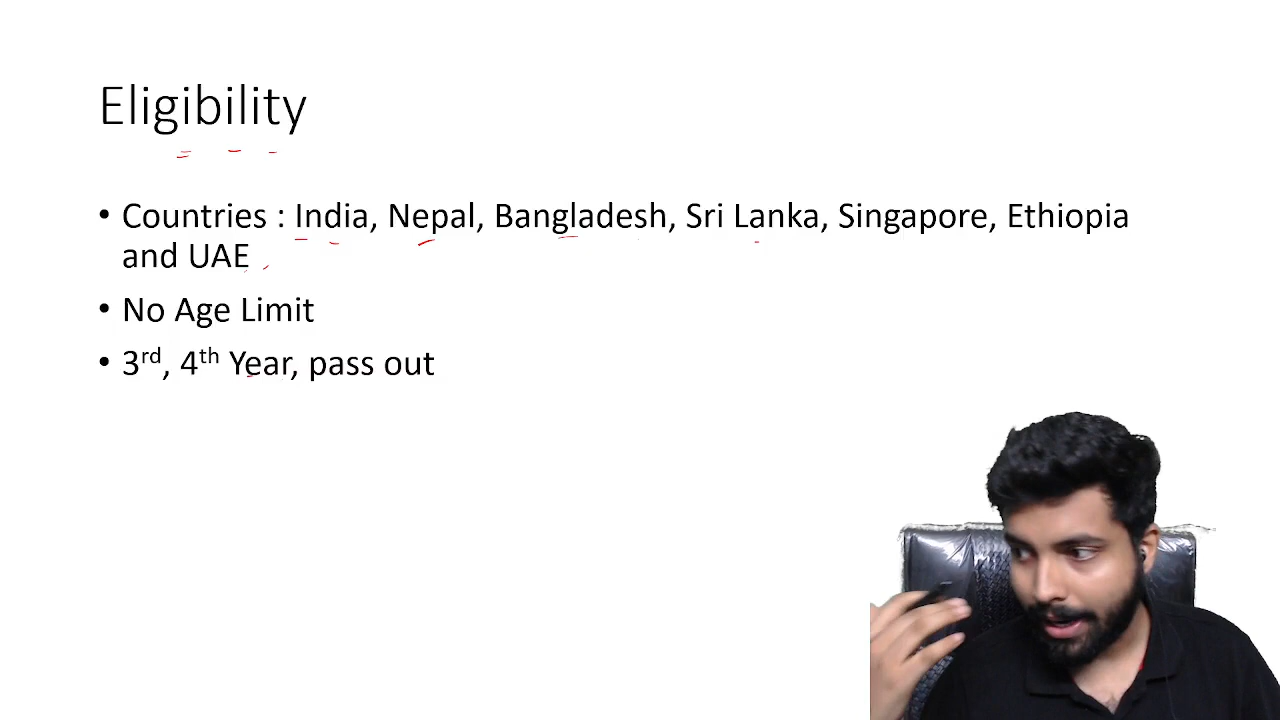 Eligibility
• Countries : India, Nepal, Bangladesh, Sri Lanka, Singapore, Ethiopia
and UAE
• No Age Limit
• 3rd, 4th Year, pass out